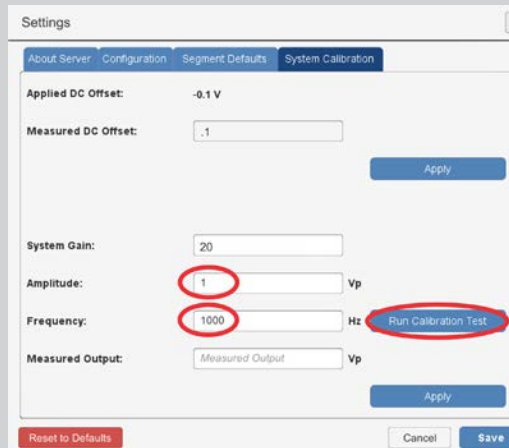 Settings
About Server Configuration Segment Defaults System Calibration
Applied DC Offset: -0.1 V
Measured DC Offset: .1
Apply
System Gain: 20
Amplitude: 1 Vp
Frequency: 1000 Hz Run Calibration Test
Measured Output: Measured Output Vp
Apply
Reset to Defaults Cancel Save